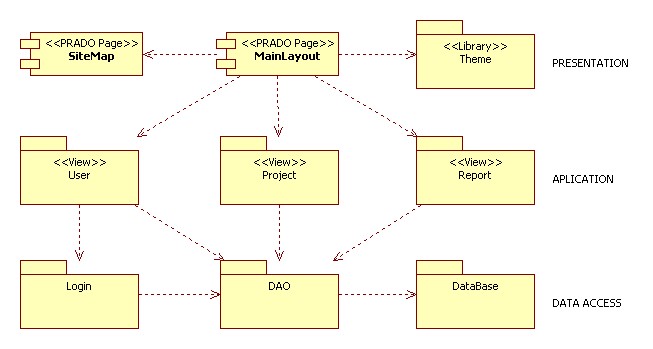 <<PRADO Page>>
SiteMap
<<PRADO Page>>
MainLayout
<<Library>>
Theme
PRESENTATION
<<View>>
User
<<View>>
Project
<<View>>
Report
APLICATION
Login
DAO
DataBase
DATA ACCESS